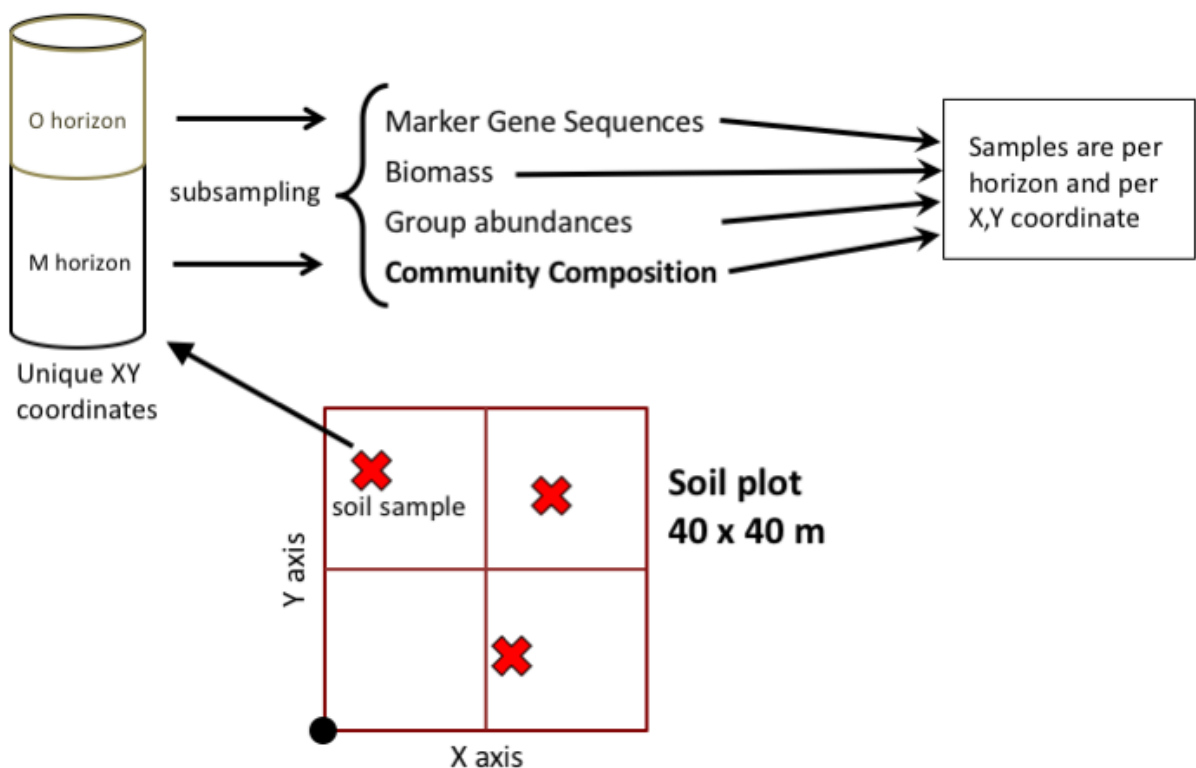 O horizon
M horizon
Unique XY
coordinates
subsampling
Marker Gene Sequences
Biomass
Group abundances
Community Composition
Samples are per
horizon and per
X,Y coordinate
soil sample
Soil plot
40 x 40 m
Y axis
X axis